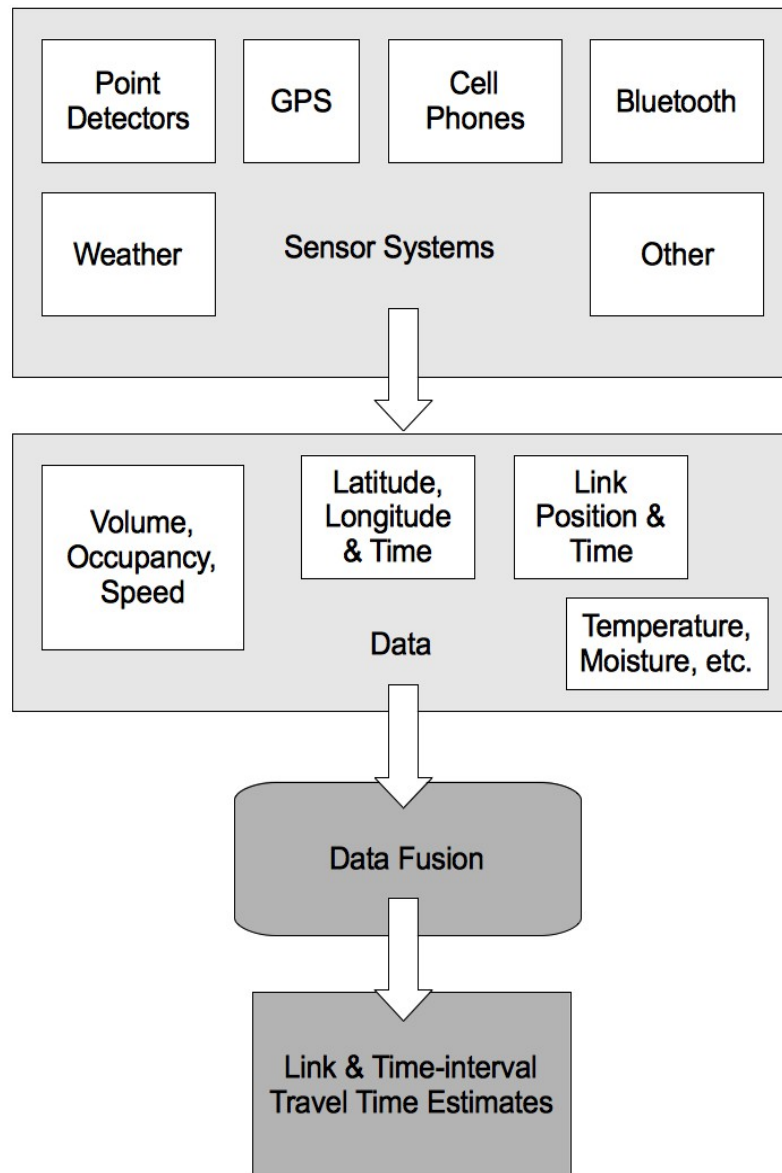 Point
Detectors
GPS
Cell
Phones
Bluetooth
Weather
Sensor Systems
Other
Volume,
Occupancy,
Speed
Latitude,
Longitude
& Time
Link
Position &
Time
Data
Temperature,
Moisture, etc.
Data Fusion
Link & Time-interval
Travel Time Estimates